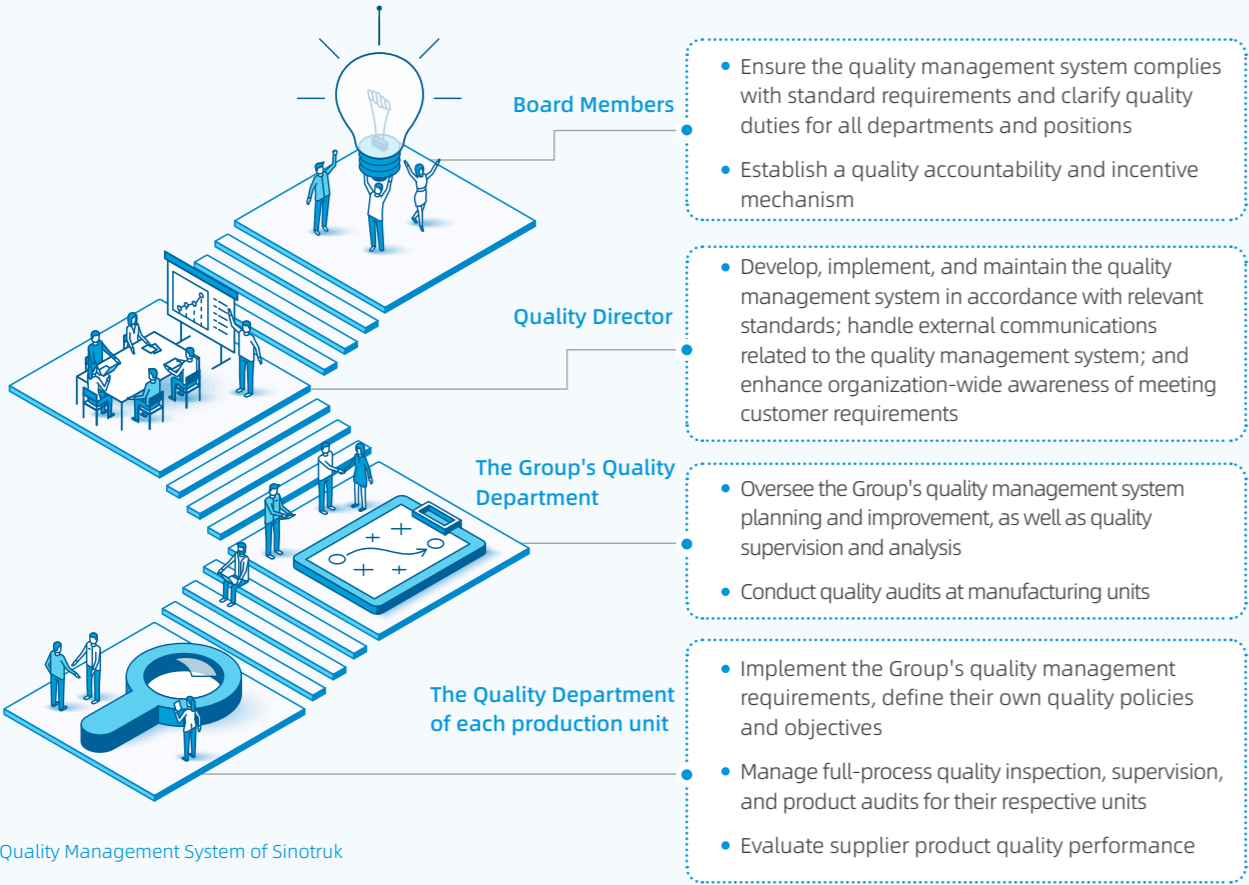 Board Members
• Ensure the quality management system complies
with standard requirements and clarify quality
duties for all departments and positions
• Establish a quality accountability and incentive
mechanism
Quality Director
• Develop, implement, and maintain the quality
management system in accordance with relevant
standards; handle external communications
related to the quality management system; and
enhance organization-wide awareness of meeting
customer requirements
The Group's Quality
Department
• Oversee the Group's quality management system
planning and improvement, as well as quality
supervision and analysis
• Conduct quality audits at manufacturing units
The Quality Department
of each production unit
• Implement the Group's quality management
requirements, define their own quality policies
and objectives
• Manage full-process quality inspection, supervision,
and product audits for their respective units
• Evaluate supplier product quality performance
Quality Management System of Sinotruk